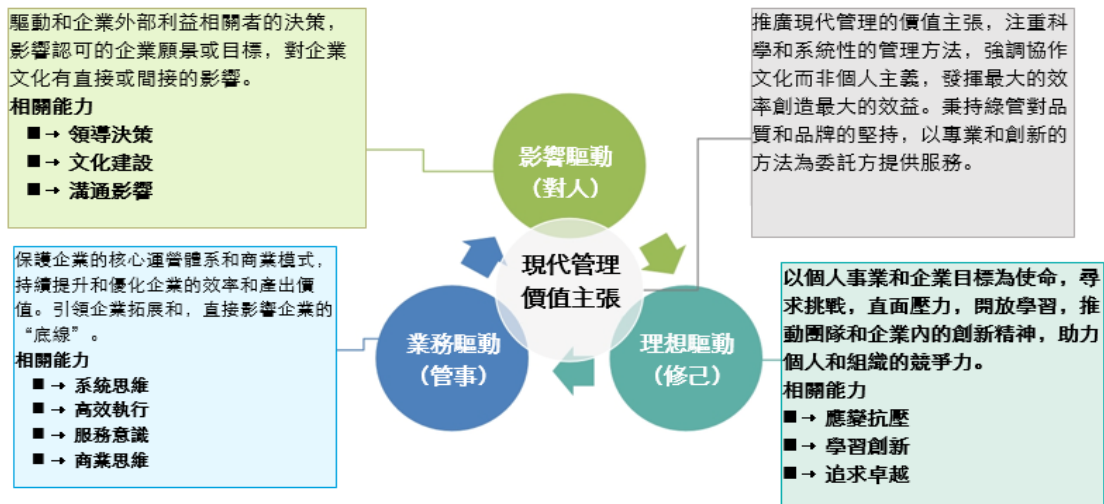 驅動和企業外部利益相關者的決策，
影響認可的企業願景或目標，對企業
文化有直接或間接的影響。
相關能力
■→ 領導決策
■→ 文化建設
■→ 溝通影響
推廣現代管理的價值主張，注重科
學和系統性的管理方法，強調協作
文化而非個人主義，發揮最大的效
率創造最大的效益。秉持綠管對品
質和品牌的堅持，以專業和創新的
方法為委託方提供服務。
影響驅動
（對人）
現代管理
價值主張
業務驅動
（管事）
理想驅動
（修己）
保護企業的核心運營體系和商業模式，
持續提升和優化企業的效率和產出價
值。引領企業拓展和，直接影響企業的
“底線”。
相關能力
■→ 系統思維
■→ 高效執行
■→ 服務意識
■→ 商業思維
以個人事業和企業目標為使命，尋
求挑戰，直面壓力，開放學習，推
動團隊和企業內的創新精神，助力
個人和組織的競爭力。
相關能力
■→ 應變抗壓
■→ 學習創新
■→ 追求卓越